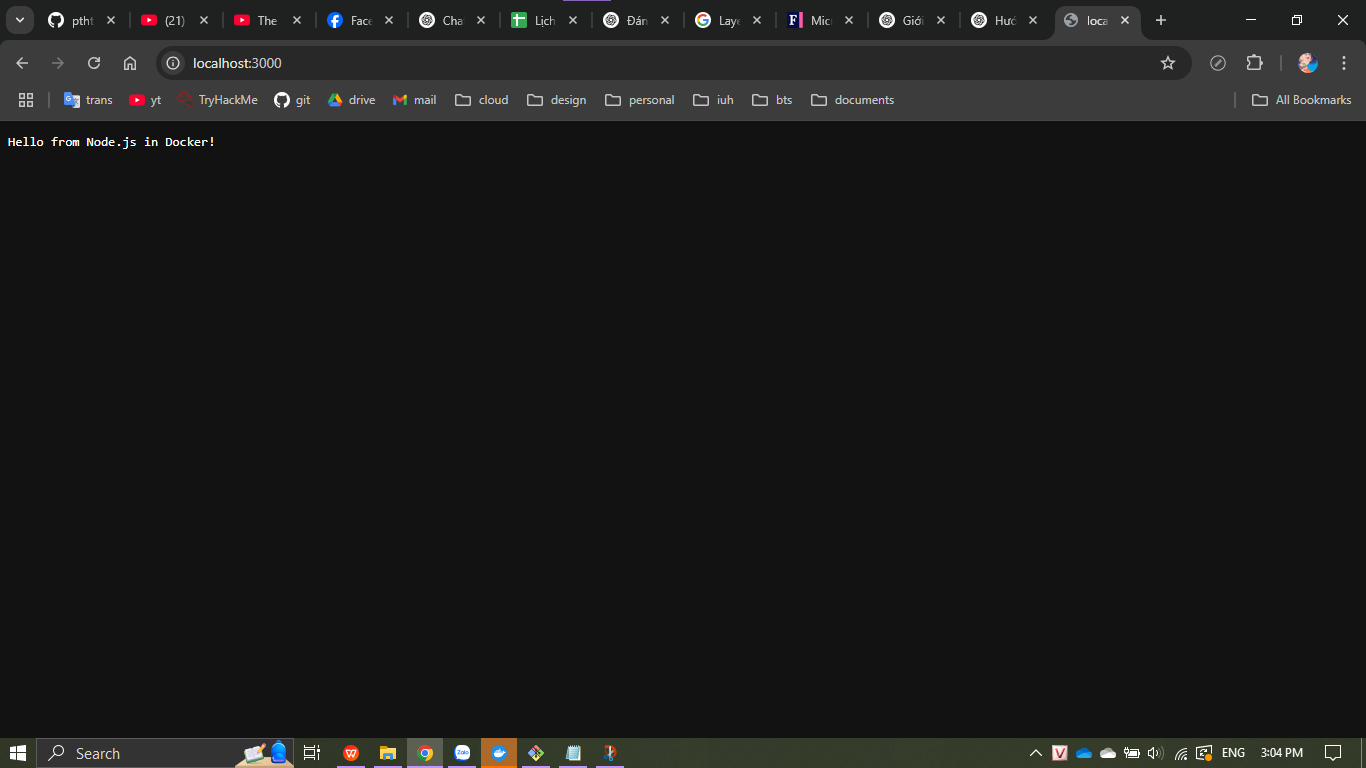 ptht
(21)
The
Face
Cha
Lịch
Đán
Laye
F Micr
Giới
Hướ
loca
localhost:3000
trans
yt
TryHackMe
git
drive
mail
cloud
design
personal
iuh
bts
documents
All Bookmarks
Hello from Node.js in Docker!
Search
Zalo
V
ENG
3:04 PM